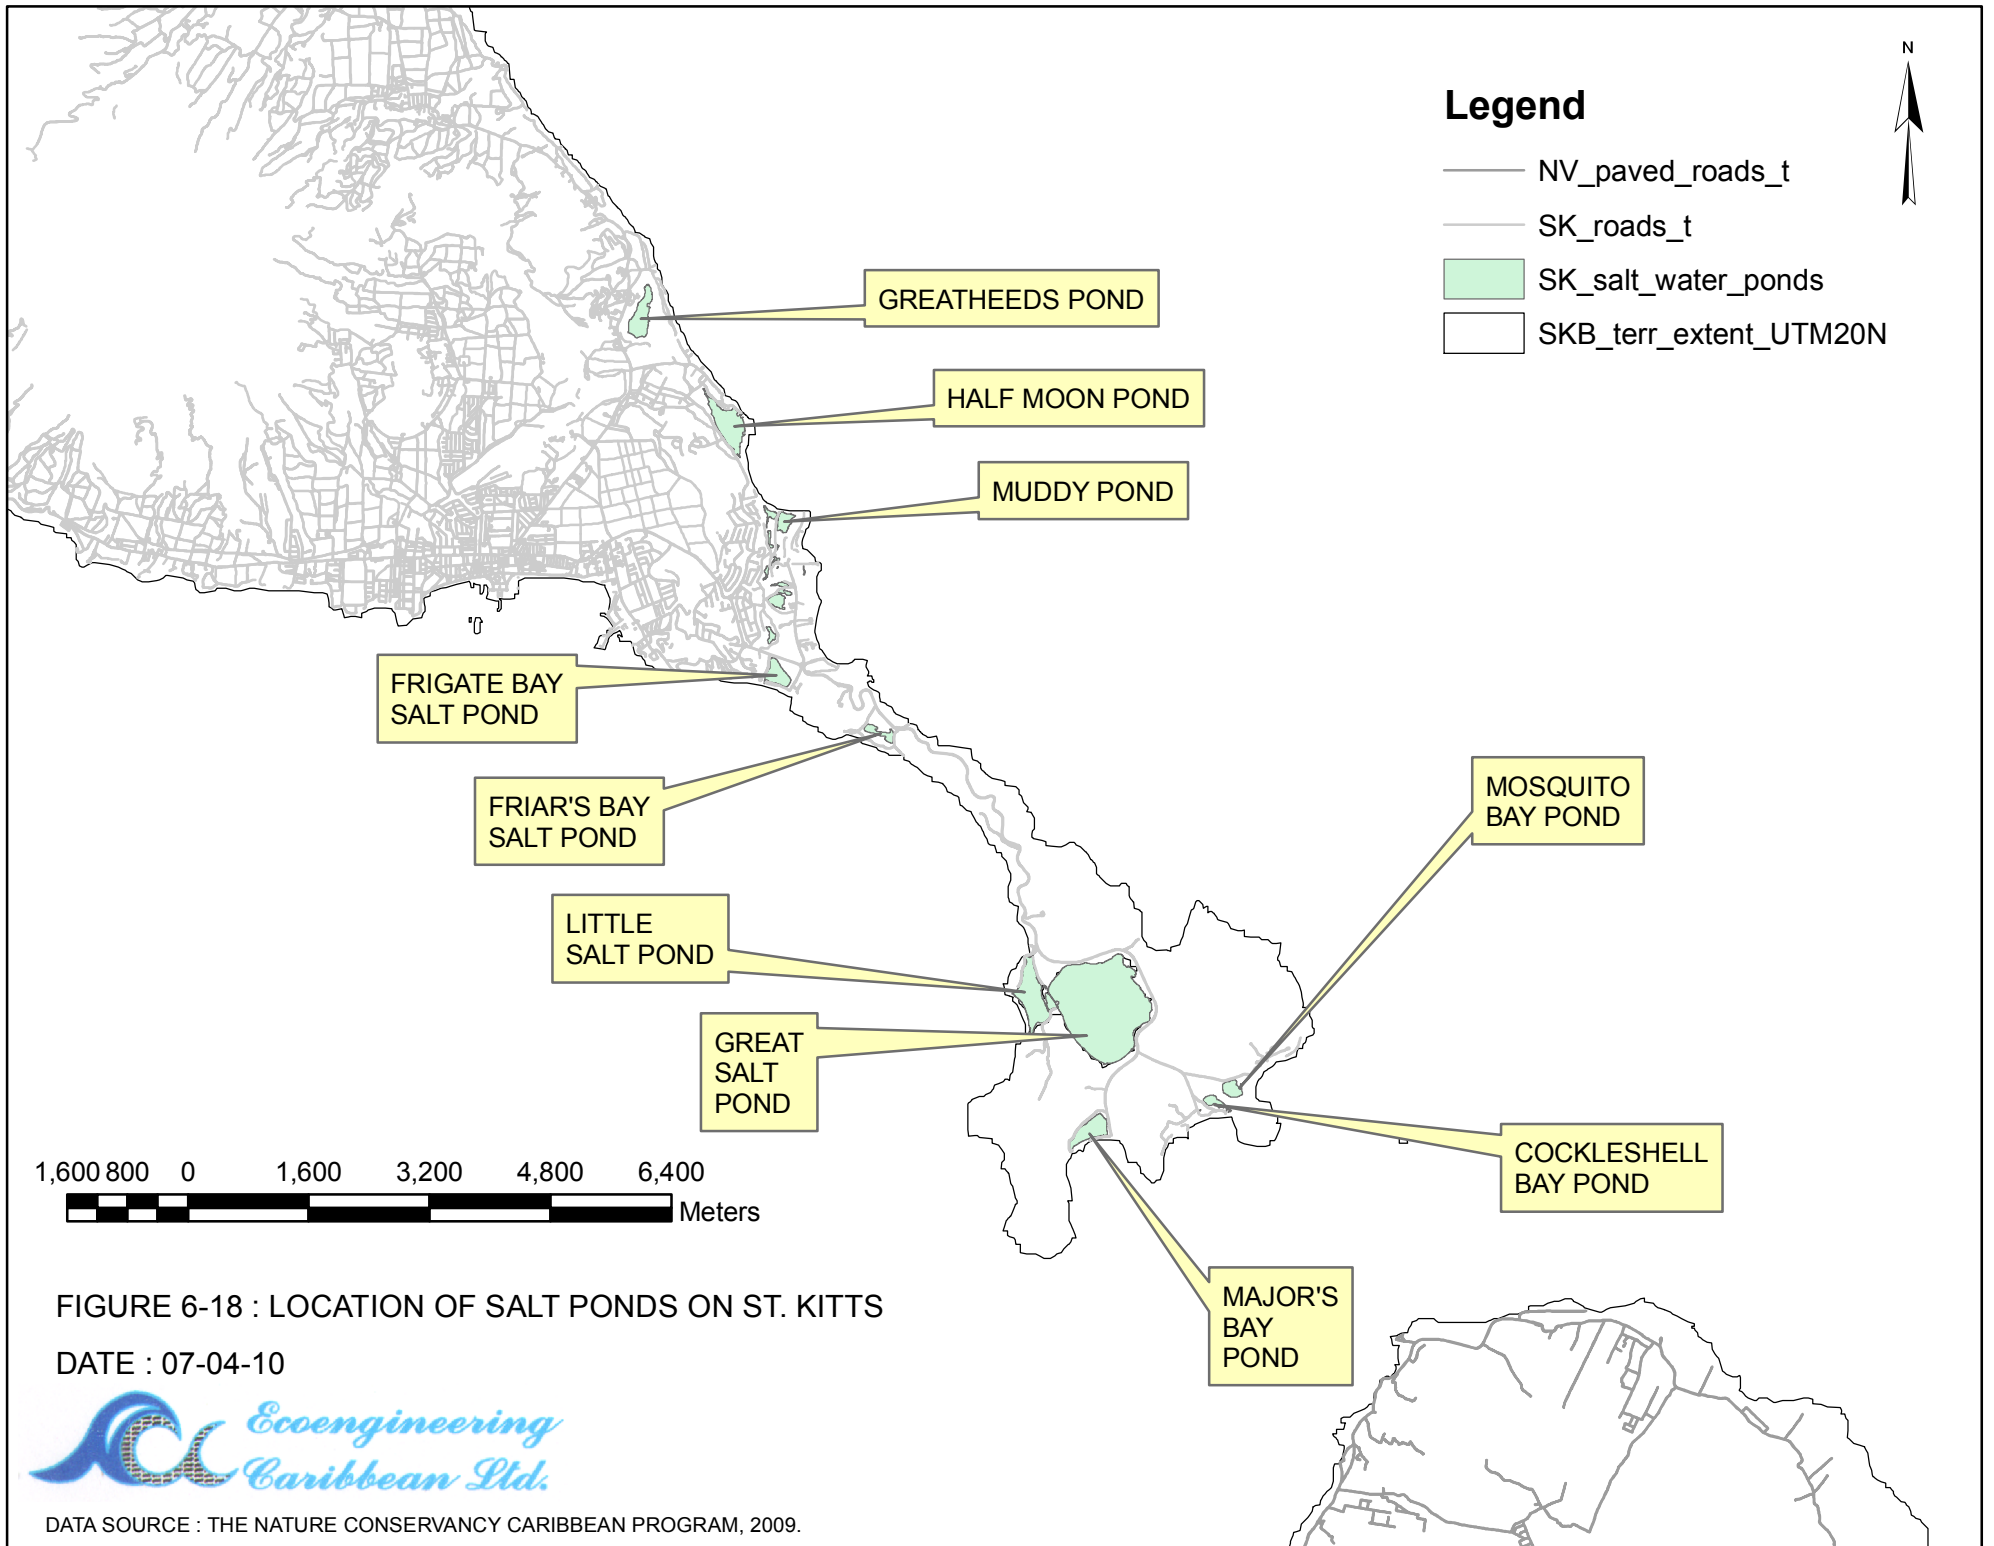 N
Legend
NV_paved_roads_t
SK_roads_t
SK_salt_water_ponds
SKB_terr_extent_UTM20N
GREATHEEDS POND
HALF MOON POND
MUDDY POND
FRIGATE BAY
SALT POND
FRIAR'S BAY
SALT POND
MOSQUITO
BAY POND
LITTLE
SALT POND
GREAT
SALT
POND
COCKLESHELL
BAY POND
MAJOR'S
BAY
POND
1,600 800 0 1,600 3,200 4,800 6,400
Meters
FIGURE 6-18 : LOCATION OF SALT PONDS ON ST. KITTS
DATE : 07-04-10
Ecoengineering
Caribbean Ltd.
DATA SOURCE : THE NATURE CONSERVANCY CARIBBEAN PROGRAM, 2009.